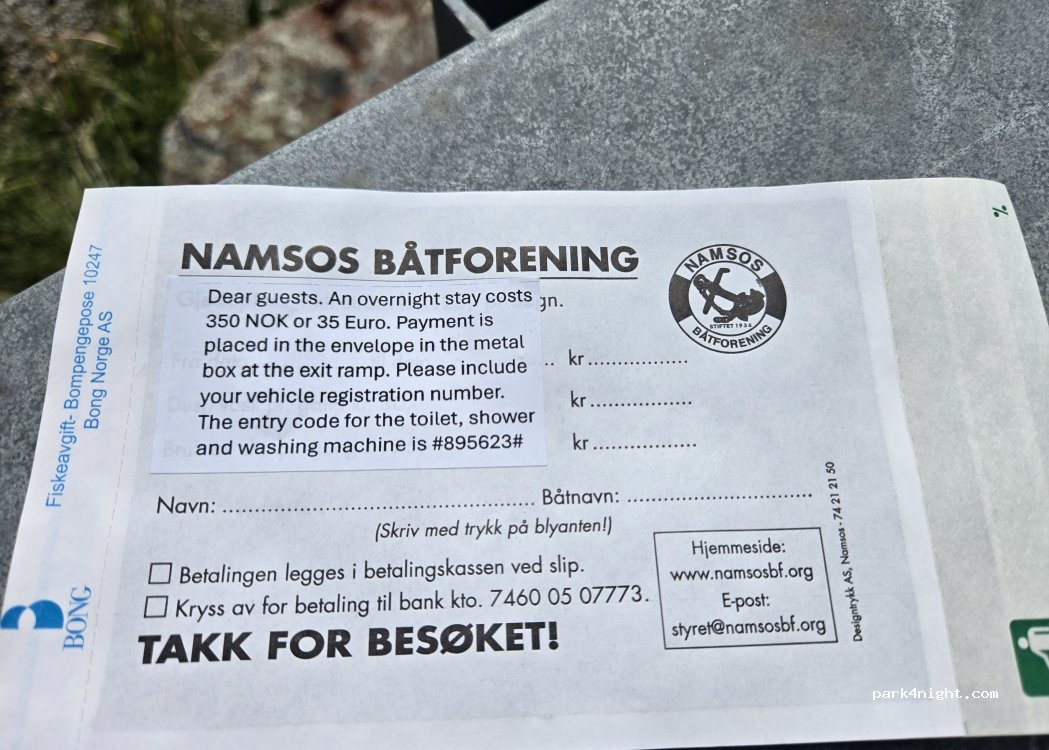 NAMSOS BÅTFORENING
Dear guests. An overnight stay costs
gn.
350 NOK or 35 Euro. Payment is
placed in the envelope in the metal
box at the exit ramp. Please include
.. kr ..................
your vehicle registration number.
kr ..................
The entry code for the toilet, shower
and washing machine is #895623#
kr ..................
Navn: ...................................................... Båtnavn: ................................
(Skriv med trykk på blyanten!)
Betalingen legges i betalingskassen ved slip.
Kryss av for betaling til bank kto. 7460 05 07773.
TAKK FOR BESØKET!
Hjemmeside:
www.namsosbf.org
E-post:
styret@namsosbf.org
NAMSOS
STIFTET 1936
BÅTFORENING
Designtrykk AS, Namsos - 74 21 21 50
Fiskeavgift- Bompengepose 10247
Bong Norge AS
BONG
%
park4night.com